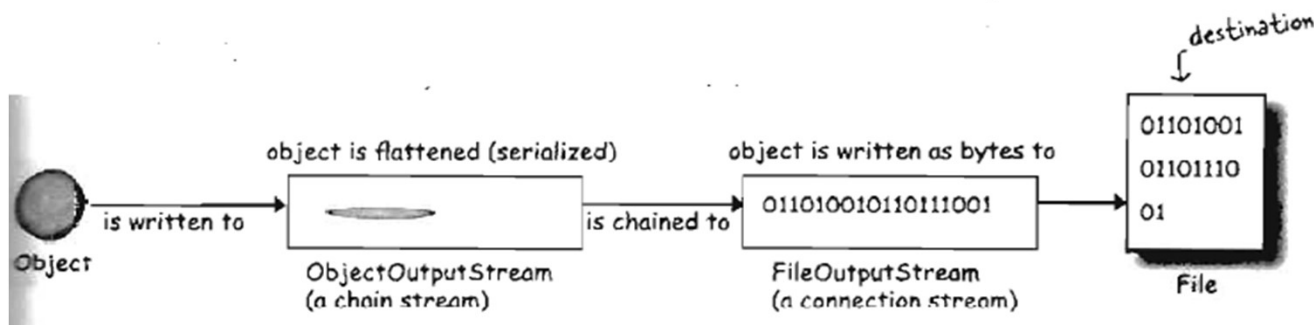 destination
01101001
01101110
01
File
object is flattened (serialized)
object is written as bytes to
Object
is written to
is chained to
011010010110111001
ObjectOutputStream
(a chain stream)
FileOutputStream
(a connection stream)